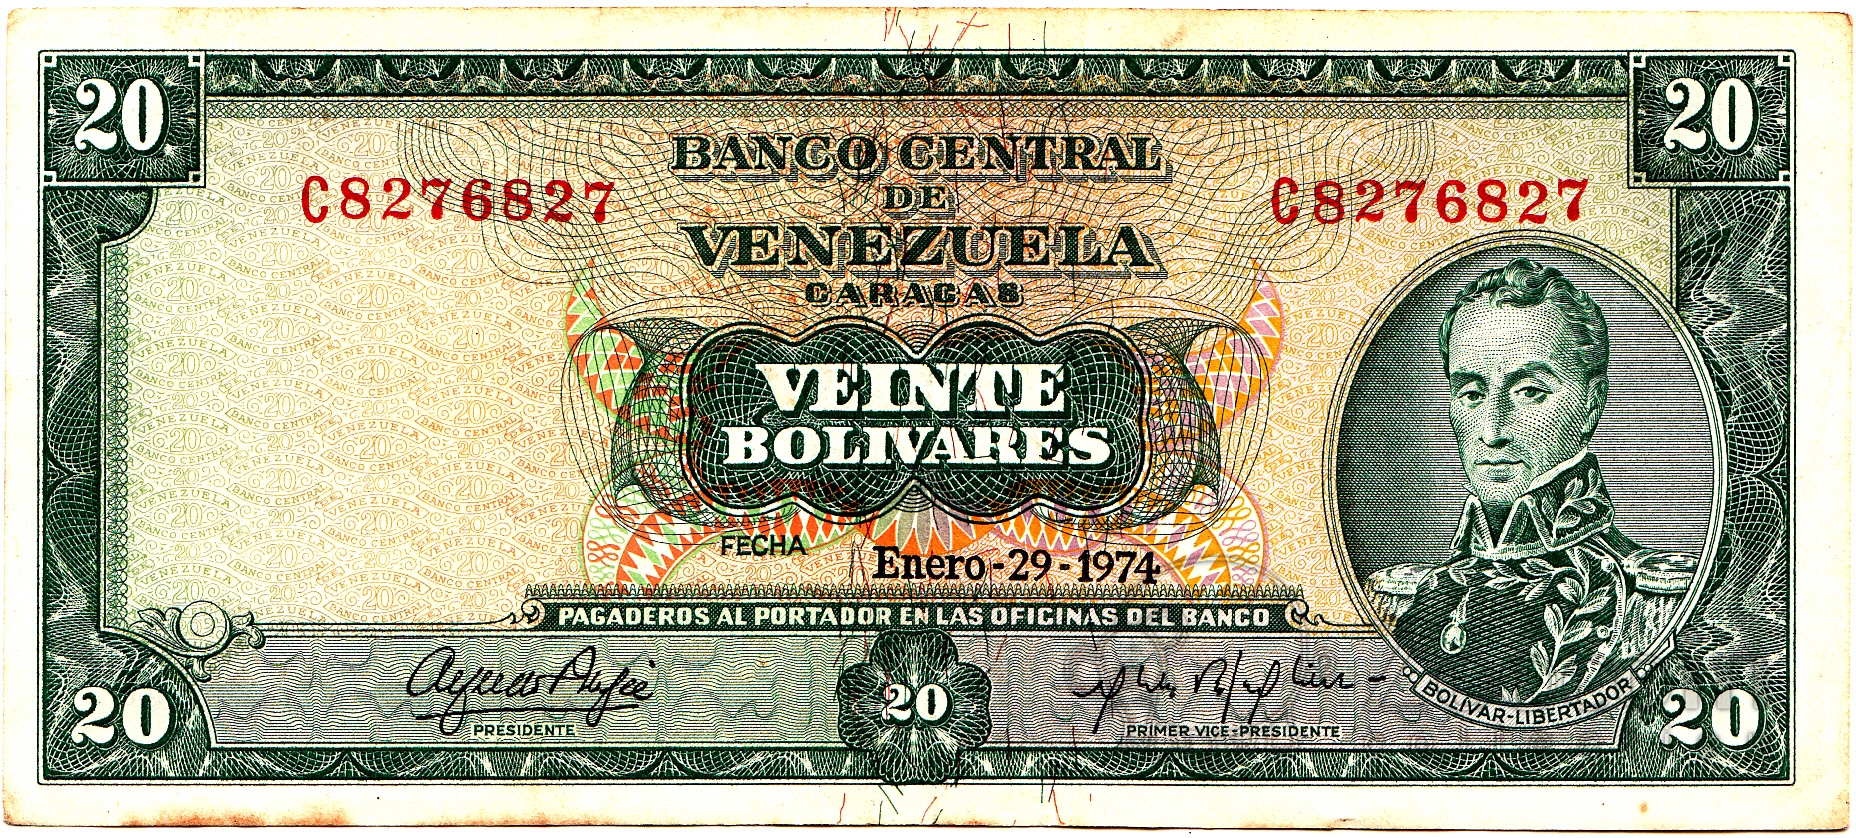 20 20
BANCO CENTRAL
C8276827 DE C8276827
VENEZUELA
CARACAS
VEINTE
BOLIVARES
FECHA Enero-29-1974
PAGADEROS AL PORTADOR EN LAS OFICINAS DEL BANCO
BOLIVAR-LIBERTADOR
20 20 20
PRESIDENTE PRIMER VICE-PRESIDENTE